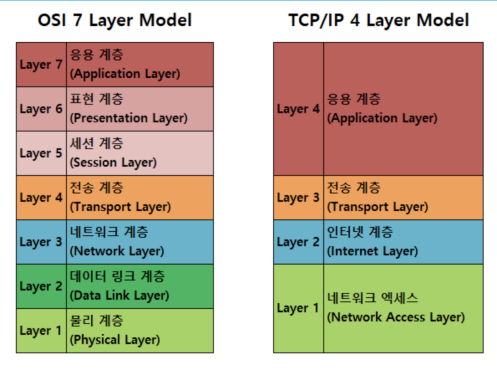 OSI 7 Layer Model
Layer 7
응용 계층
(Application Layer)
Layer 6
표현 계층
(Presentation Layer)
Layer 5
세션 계층
(Session Layer)
Layer 4
전송 계층
(Transport Layer)
Layer 3
네트워크 계층
(Network Layer)
Layer 2
데이터 링크 계층
(Data Link Layer)
Layer 1
물리 계층
(Physical Layer)
TCP/IP 4 Layer Model
Layer 4
응용 계층
(Application Layer)
Layer 3
전송 계층
(Transport Layer)
Layer 2
인터넷 계층
(Internet Layer)
Layer 1
네트워크 엑세스
(Network Access Layer)